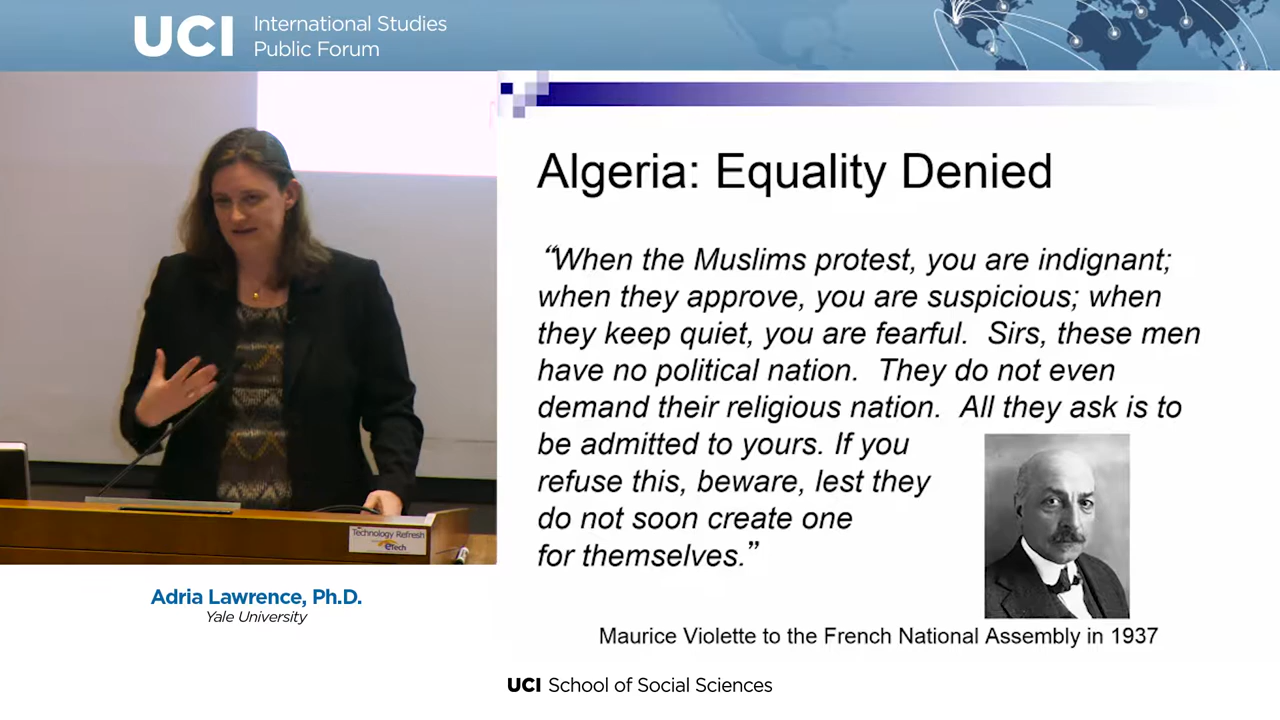 UCI International Studies
Public Forum
Algeria: Equality Denied
“When the Muslims protest, you are indignant;
when they approve, you are suspicious; when
they keep quiet, you are fearful.  Sirs, these men
have no political nation.  They do not even
demand their religious nation.  All they ask is to
be admitted to yours. If you
refuse this, beware, lest they
do not soon create one
for themselves.”
Maurice Violette to the French National Assembly in 1937
Technology Refresh
eTech
Adria Lawrence, Ph.D.
Yale University
UCI School of Social Sciences